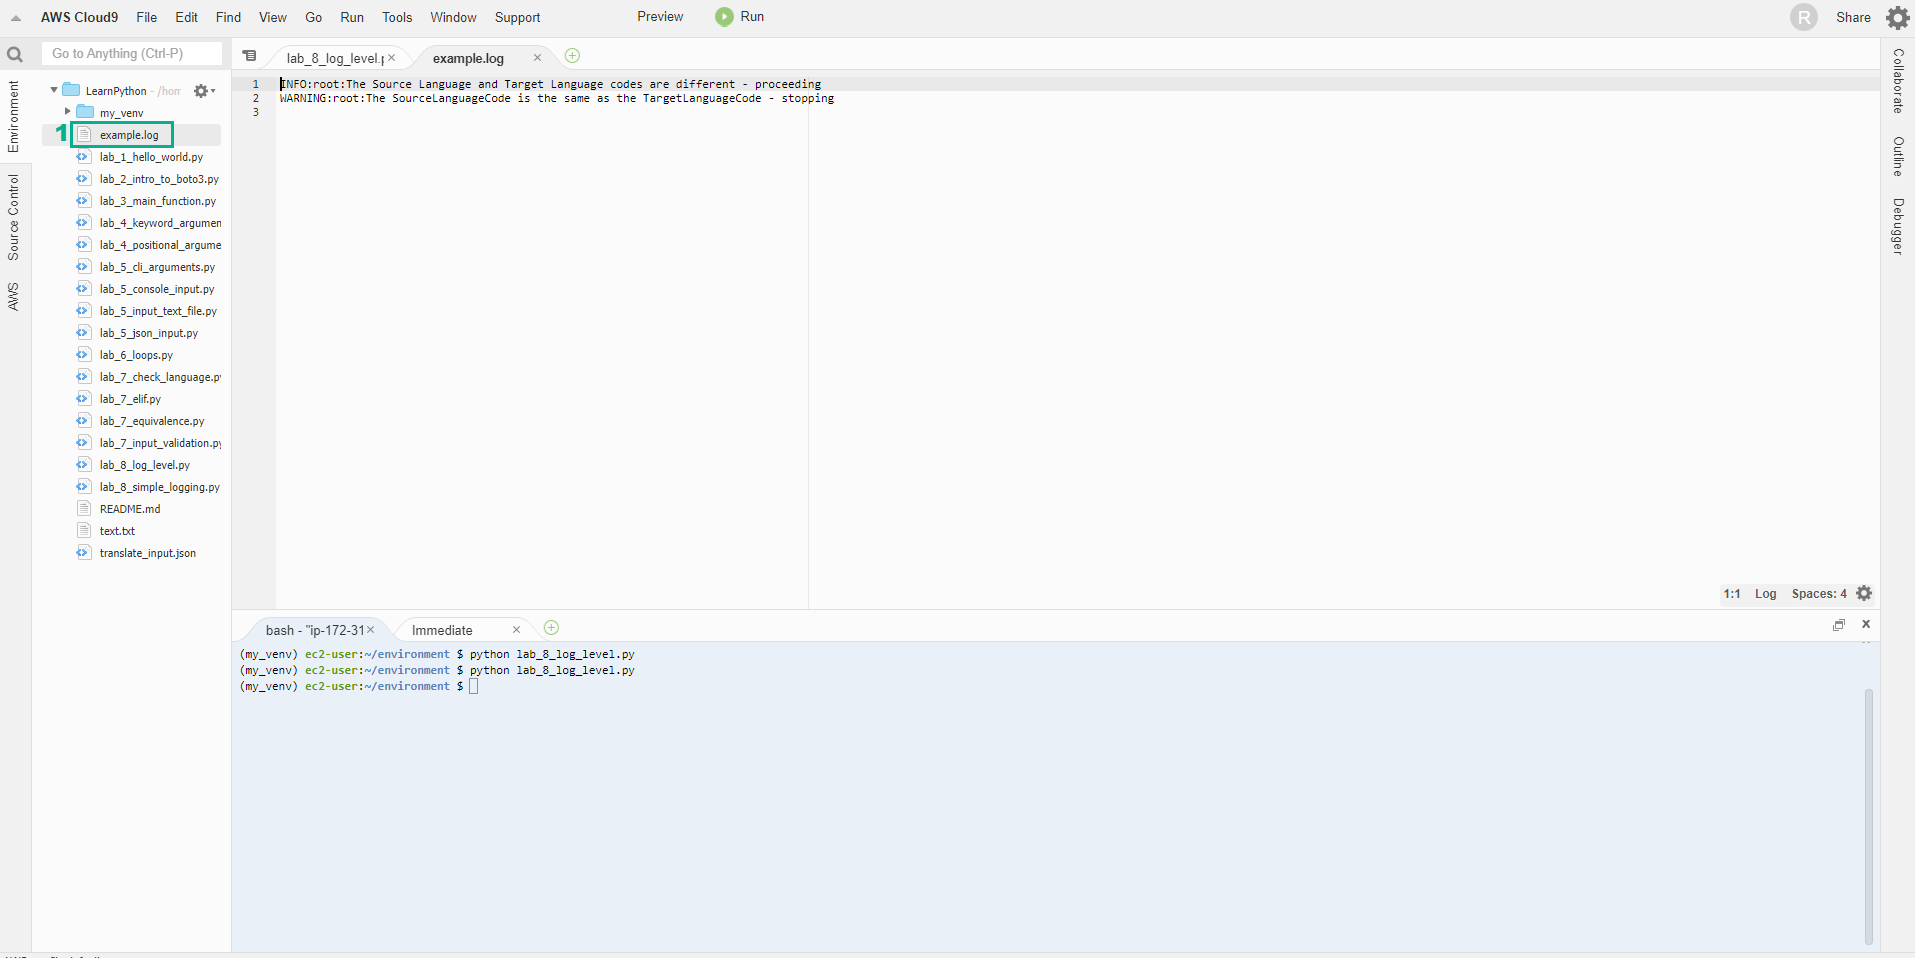 AWS Cloud9 File Edit Find View Go Run Tools Window Support Preview Run R Share
Go to Anything (Ctrl-P)
lab_8_log_level.p
example.log
Environment
Source Control
AWS
LearnPython - /hom
my_venv
1 example.log
lab_1_hello_world.py
lab_2_intro_to_boto3.py
lab_3_main_function.py
lab_4_keyword_argumen
lab_4_positional_argume
lab_5_cli_arguments.py
lab_5_console_input.py
lab_5_input_text_file.py
lab_5_json_input.py
lab_6_loops.py
lab_7_check_language.py
lab_7_elif.py
lab_7_equivalence.py
lab_7_input_validation.py
lab_8_log_level.py
lab_8_simple_logging.py
README.md
text.txt
translate_input.json
1 INFO:root:The Source Language and Target Language codes are different - proceeding
2 WARNING:root:The SourceLanguageCode is the same as the TargetLanguageCode - stopping
3
1:1 Log Spaces: 4
Collaborate
Outline
Debugger
bash - "ip-172-31
Immediate
(my_venv) ec2-user:~/environment $ python lab_8_log_level.py
(my_venv) ec2-user:~/environment $ python lab_8_log_level.py
(my_venv) ec2-user:~/environment $